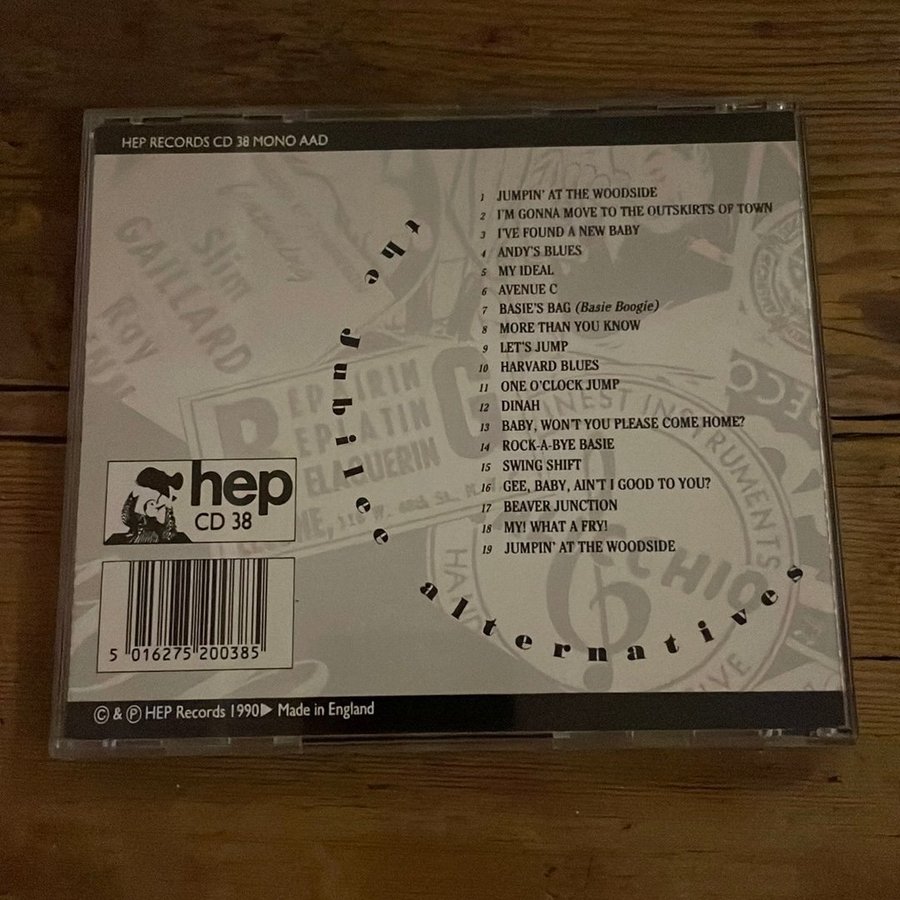 HEP RECORDS CD 38 MONO AAD
1 JUMPIN' AT THE WOODSIDE
2 I'M GONNA MOVE TO THE OUTSKIRTS OF TOWN
3 I'VE FOUND A NEW BABY
4 ANDY'S BLUES
5 MY IDEAL
6 AVENUE C
7 BASIE'S BAG (Basie Boogie)
8 MORE THAN YOU KNOW
9 LET'S JUMP
10 HARVARD BLUES
11 ONE O'CLOCK JUMP
12 DINAH
13 BABY, WON'T YOU PLEASE COME HOME?
14 ROCK-A-BYE BASIE
15 SWING SHIFT
16 GEE, BABY, AIN'T I GOOD TO YOU?
17 BEAVER JUNCTION
18 MY! WHAT A FRY!
19 JUMPIN' AT THE WOODSIDE
the Jubilee alternatives
Slim
GAILLARD
ROY
FINEST INSTRUMENTS
hep
CD 38
5 016275 200385
© & ℗ HEP Records 1990▶ Made in England